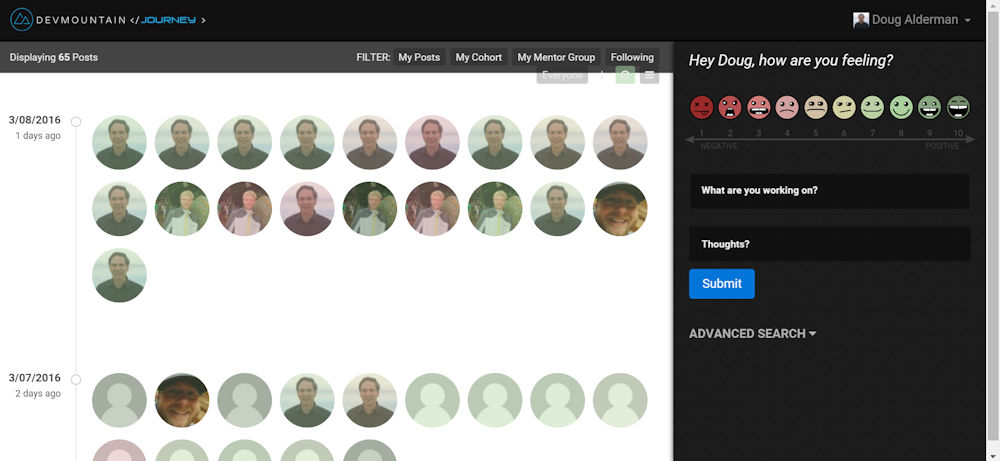 DEVMOUNTAIN </JOURNEY >
Doug Alderman
Displaying 65 Posts
FILTER: My Posts My Cohort My Mentor Group Following
Everyone
3/08/2016
1 days ago
3/07/2016
2 days ago
Hey Doug, how are you feeling?
1 2 3 4 5 6 7 8 9 10
NEGATIVE POSITIVE
What are you working on?
Thoughts?
Submit
ADVANCED SEARCH